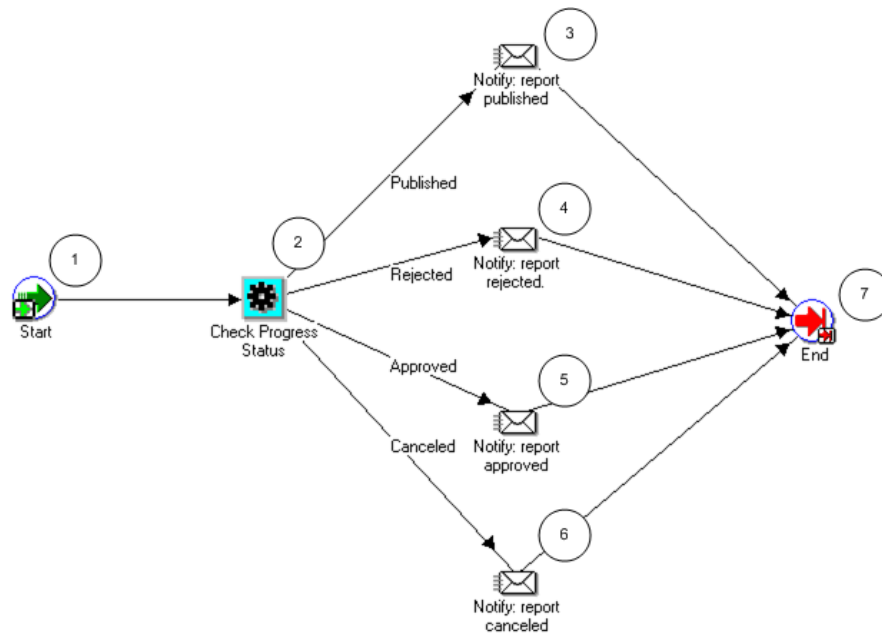 3
Notify: report
published
Published
4
2
1
Rejected
Notify: report
rejected.
7
Start
Check Progress
Status
End
Approved
5
Canceled
Notify: report
approved
6
Notify: report
canceled